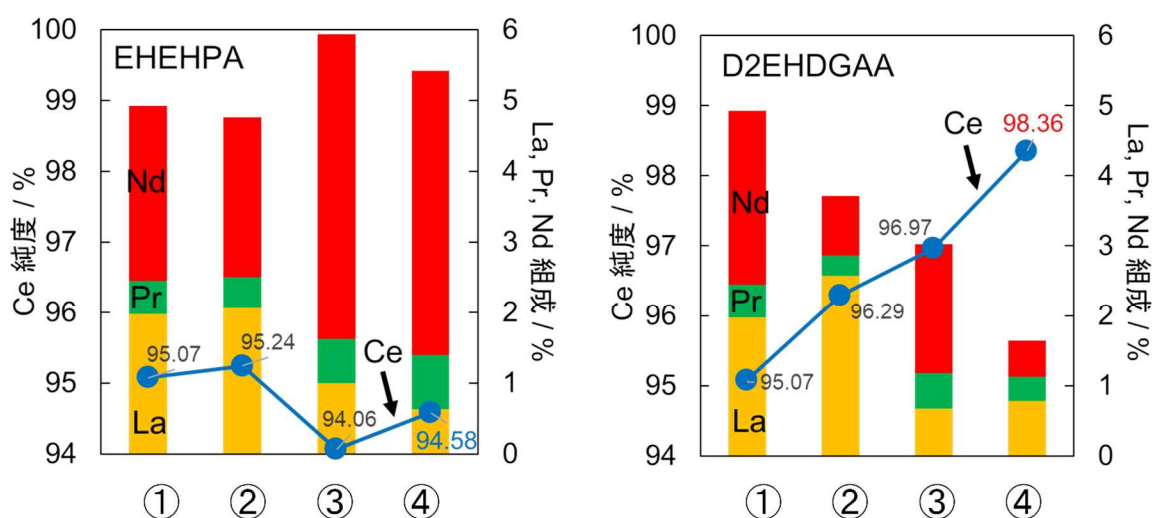 EHEHPA
Ce 純度 / %
100
99
98
97
96
95
94
La, Pr, Nd 組成 / %
6
5
4
3
2
1
0
Nd
Pr
La
Ce
95.07
95.24
94.06
94.58
① ② ③ ④
D2EHDGAA
Ce 純度 / %
100
99
98
97
96
95
94
La, Pr, Nd 組成 / %
6
5
4
3
2
1
0
Nd
Pr
La
Ce
95.07
96.29
96.97
98.36
① ② ③ ④